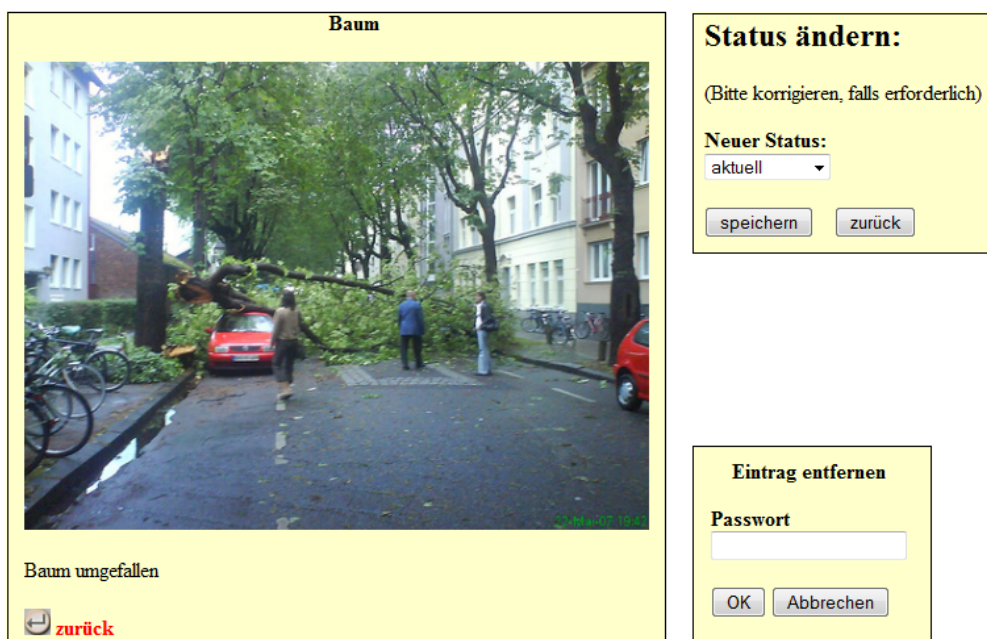 Baum
Baum umgefallen
zurück
Status ändern:
(Bitte korrigieren, falls erforderlich)
Neuer Status:
aktuell
speichern zurück
Eintrag entfernen
Passwort
OK Abbrechen